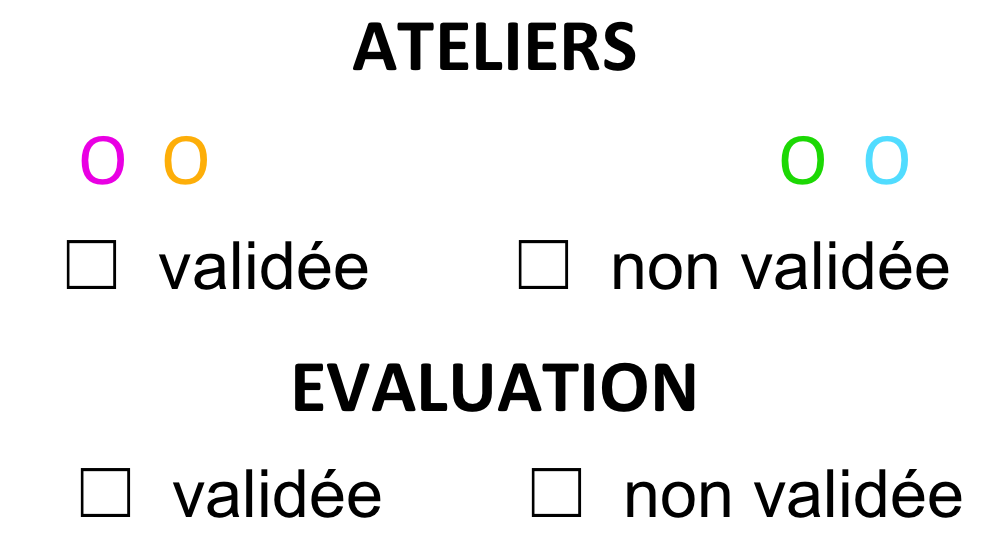 ATELIERS
O O O O
☐ validée ☐ non validée
EVALUATION
☐ validée ☐ non validée